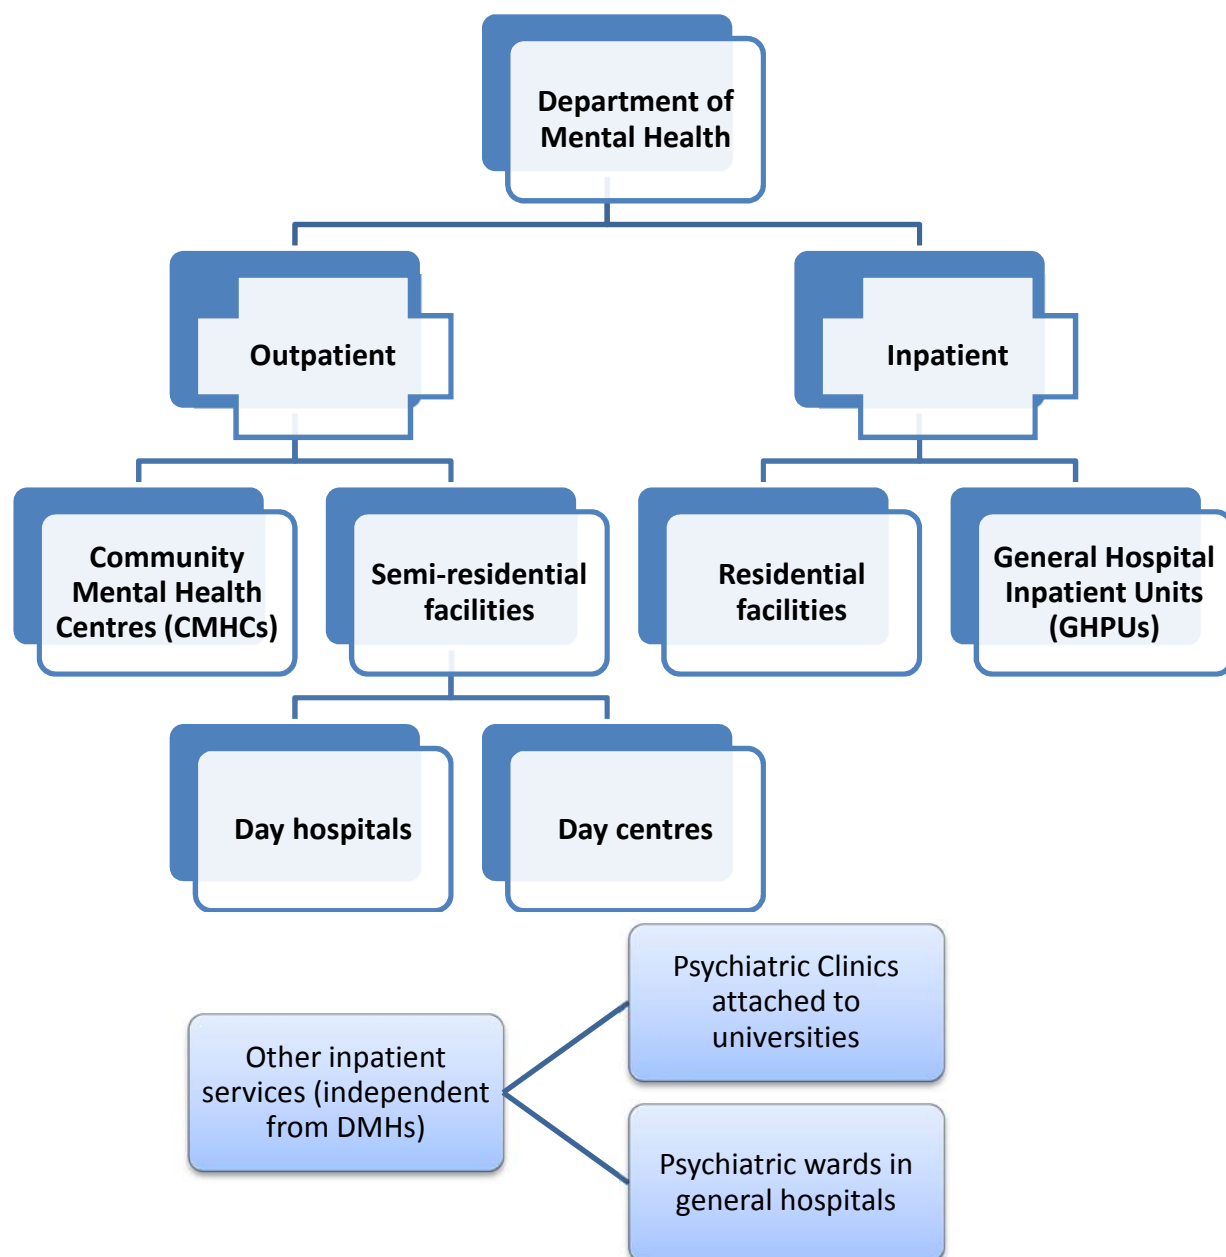 Department of
Mental Health
Outpatient
Inpatient
Community
Mental Health
Centres (CMHCs)
Semi-residential
facilities
Residential
facilities
General Hospital
Inpatient Units
(GHPUs)
Day hospitals
Day centres
Other inpatient
services (independent
from DMHs)
Psychiatric Clinics
attached to
universities
Psychiatric wards in
general hospitals